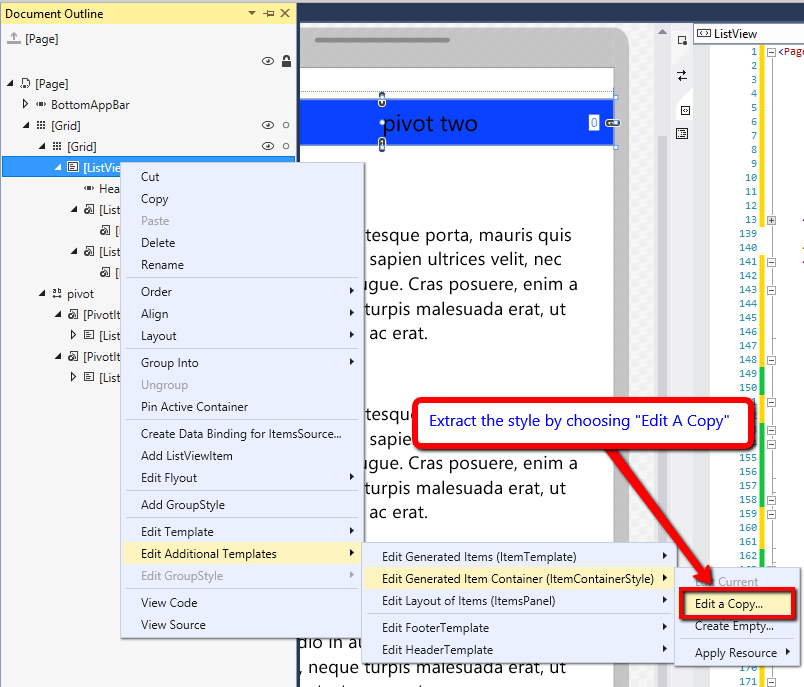 Document Outline
[Page]
[Page]
BottomAppBar
[Grid]
[Grid]
[ListVie
Hea
[List
[
[List
[
pivot
[PivotIt
[List
[PivotIt
[List
Cut
Copy
Paste
Delete
Rename
Order
Align
Layout
Group Into
Ungroup
Pin Active Container
Create Data Binding for ItemsSource...
Add ListViewItem
Edit Flyout
Add GroupStyle
Edit Template
Edit Additional Templates
Edit GroupStyle
View Code
View Source
Edit Generated Items (ItemTemplate)
Edit Generated Item Container (ItemContainerStyle)
Edit Layout of Items (ItemsPanel)
Edit FooterTemplate
Edit HeaderTemplate
Current
Edit a Copy...
Create Empty...
Apply Resource
pivot two
0
tesque porta, mauris quis
sapien ultrices velit, nec
ugue. Cras posuere, enim a
turpis malesuada erat, ut
ac erat.
tesqu
sapie
ugue. Cras posuere, enim a
turpis malesuada erat, ut
ac erat.
dio in au
, neque turpis malesuada erat, ut
Extract the style by choosing "Edit A Copy"
ListView
1 <Page
2
3
4
5
6
7
8
9
10
11
12
13
139
140
141
142
143
144
145
146
147
148
149
150
154
155
156
157
158
159
160
161
162
170
171